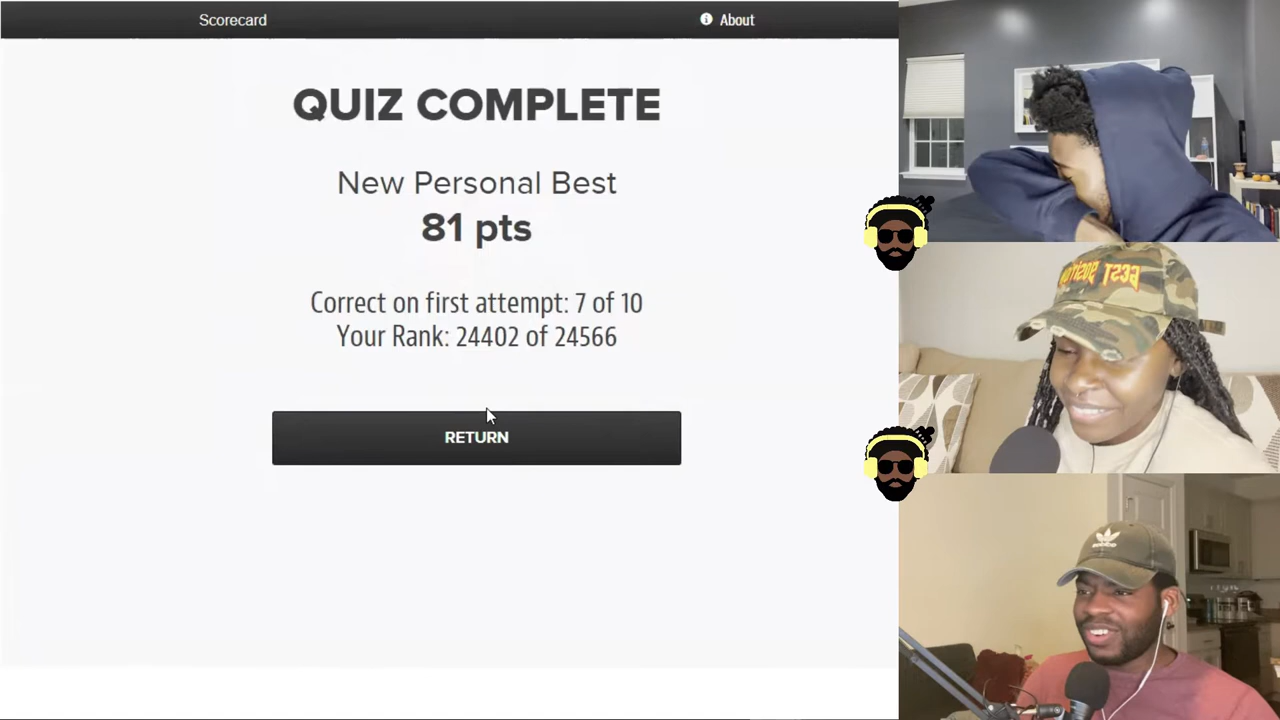 Scorecard
About
QUIZ COMPLETE
New Personal Best
81 pts
Correct on first attempt: 7 of 10
Your Rank: 24402 of 24566
RETURN